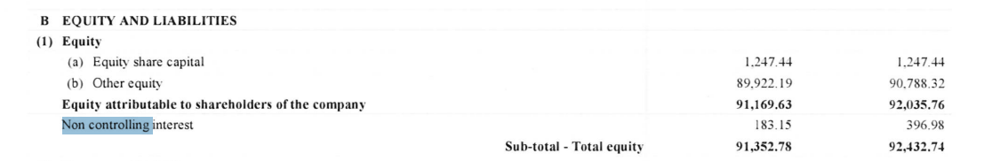 B EQUITY AND LIABILITIES
(1) Equity
(a) Equity share capital 1,247.44 1,247.44
(b) Other equity 89,922.19 90,788.32
Equity attributable to shareholders of the company 91,169.63 92,035.76
Non controlling interest 183.15 396.98
Sub-total - Total equity 91,352.78 92,432.74